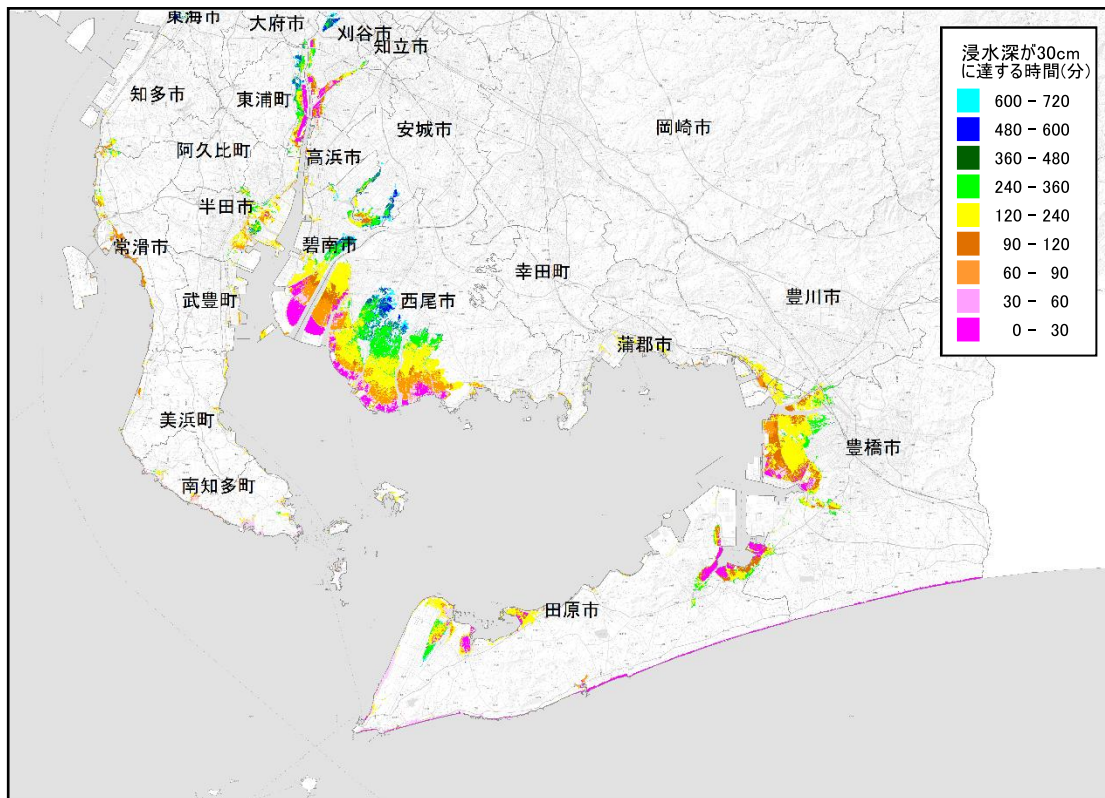 東海市
大府市
刈谷市
知立市
知多市
東浦町
安城市
岡崎市
阿久比町
高浜市
半田市
常滑市
碧南市
幸田町
武豊町
西尾市
豊川市
蒲郡市
美浜町
豊橋市
南知多町
田原市
浸水深が30cm
に達する時間(分)
600 - 720
480 - 600
360 - 480
240 - 360
120 - 240
90 - 120
60 - 90
30 - 60
0 - 30